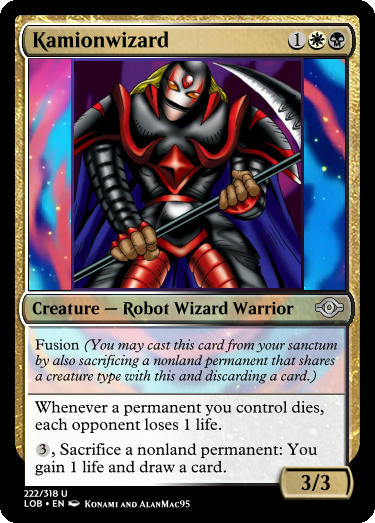 Kamionwizard 1
Creature — Robot Wizard Warrior
Fusion (You may cast this card from your sanctum
by also sacrificing a nonland permanent that shares
a creature type with this and discarding a card.)
Whenever a permanent you control dies,
each opponent loses 1 life.
3, Sacrifice a nonland permanent: You
gain 1 life and draw a card.
3/3
222/318 U
LOB • EN Konami and AlanMac95